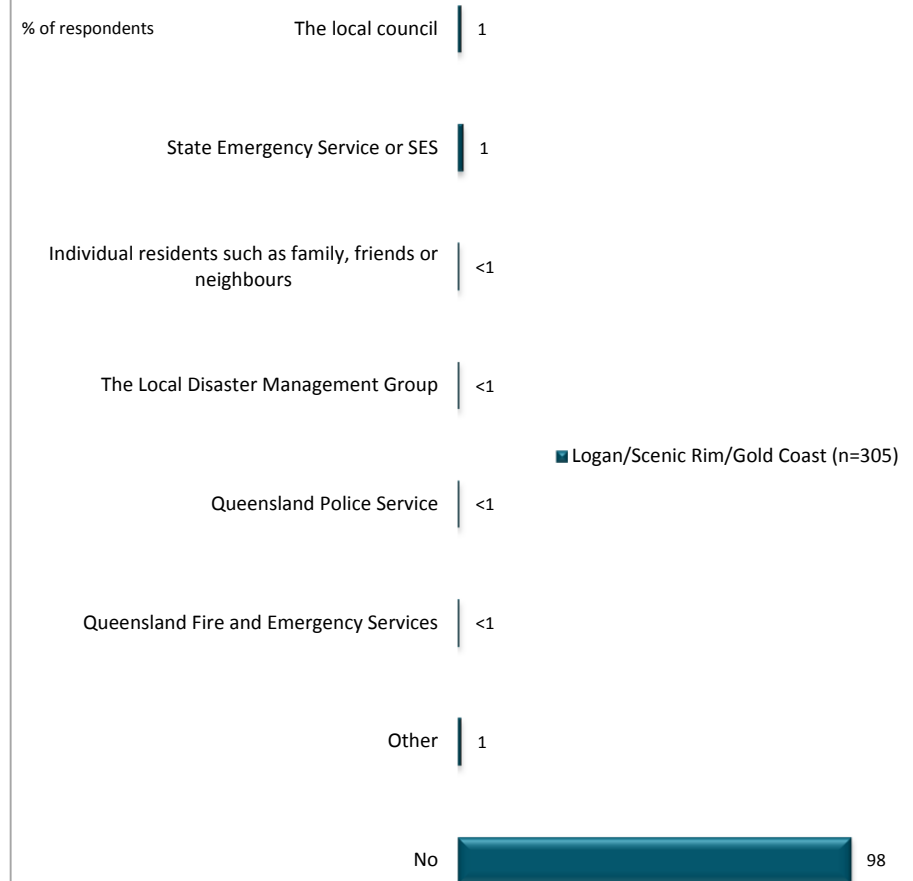 % of respondents
The local council 1
State Emergency Service or SES 1
Individual residents such as family, friends or
neighbours <1
The Local Disaster Management Group <1
Logan/Scenic Rim/Gold Coast (n=305)
Queensland Police Service <1
Queensland Fire and Emergency Services <1
Other 1
No 98